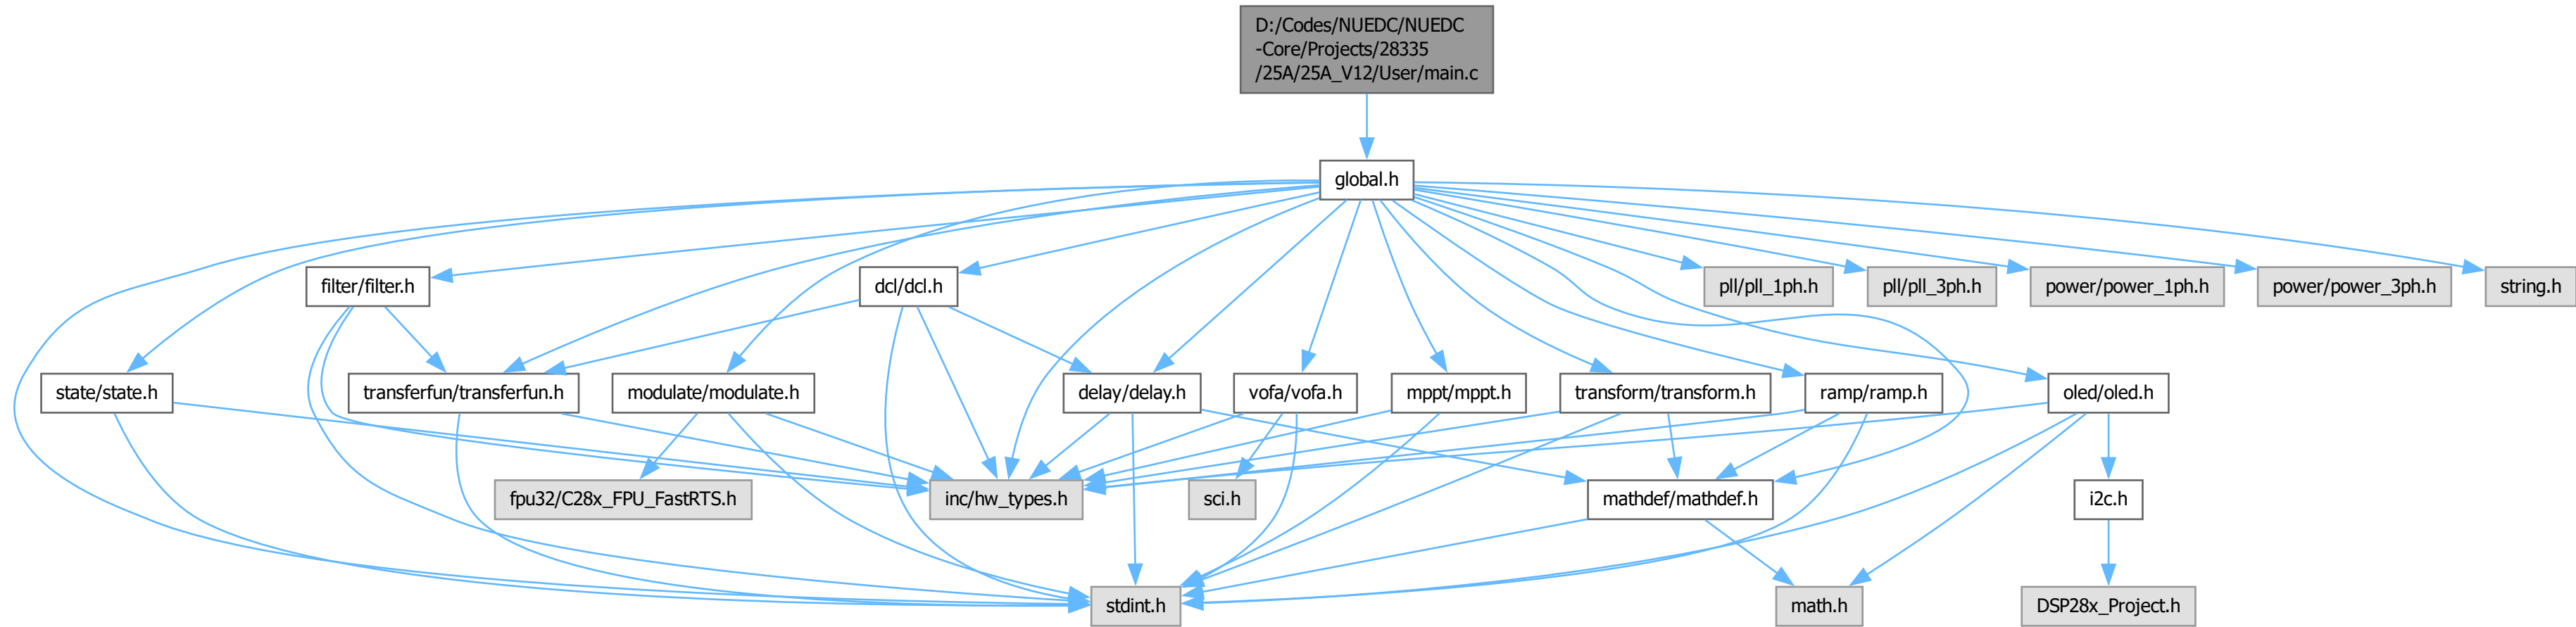 D:/Codes/NUEDC/NUEDC
-Core/Projects/28335
/25A/25A_V12/User/main.c
global.h
filter/filter.h
dcl/dcl.h
pll/pll_1ph.h
pll/pll_3ph.h
power/power_1ph.h
power/power_3ph.h
string.h
state/state.h
transferfun/transferfun.h
modulate/modulate.h
delay/delay.h
vofa/vofa.h
mppt/mppt.h
transform/transform.h
ramp/ramp.h
oled/oled.h
fpu32/C28x_FPU_FastRTS.h
inc/hw_types.h
sci.h
mathdef/mathdef.h
i2c.h
stdint.h
math.h
DSP28x_Project.h